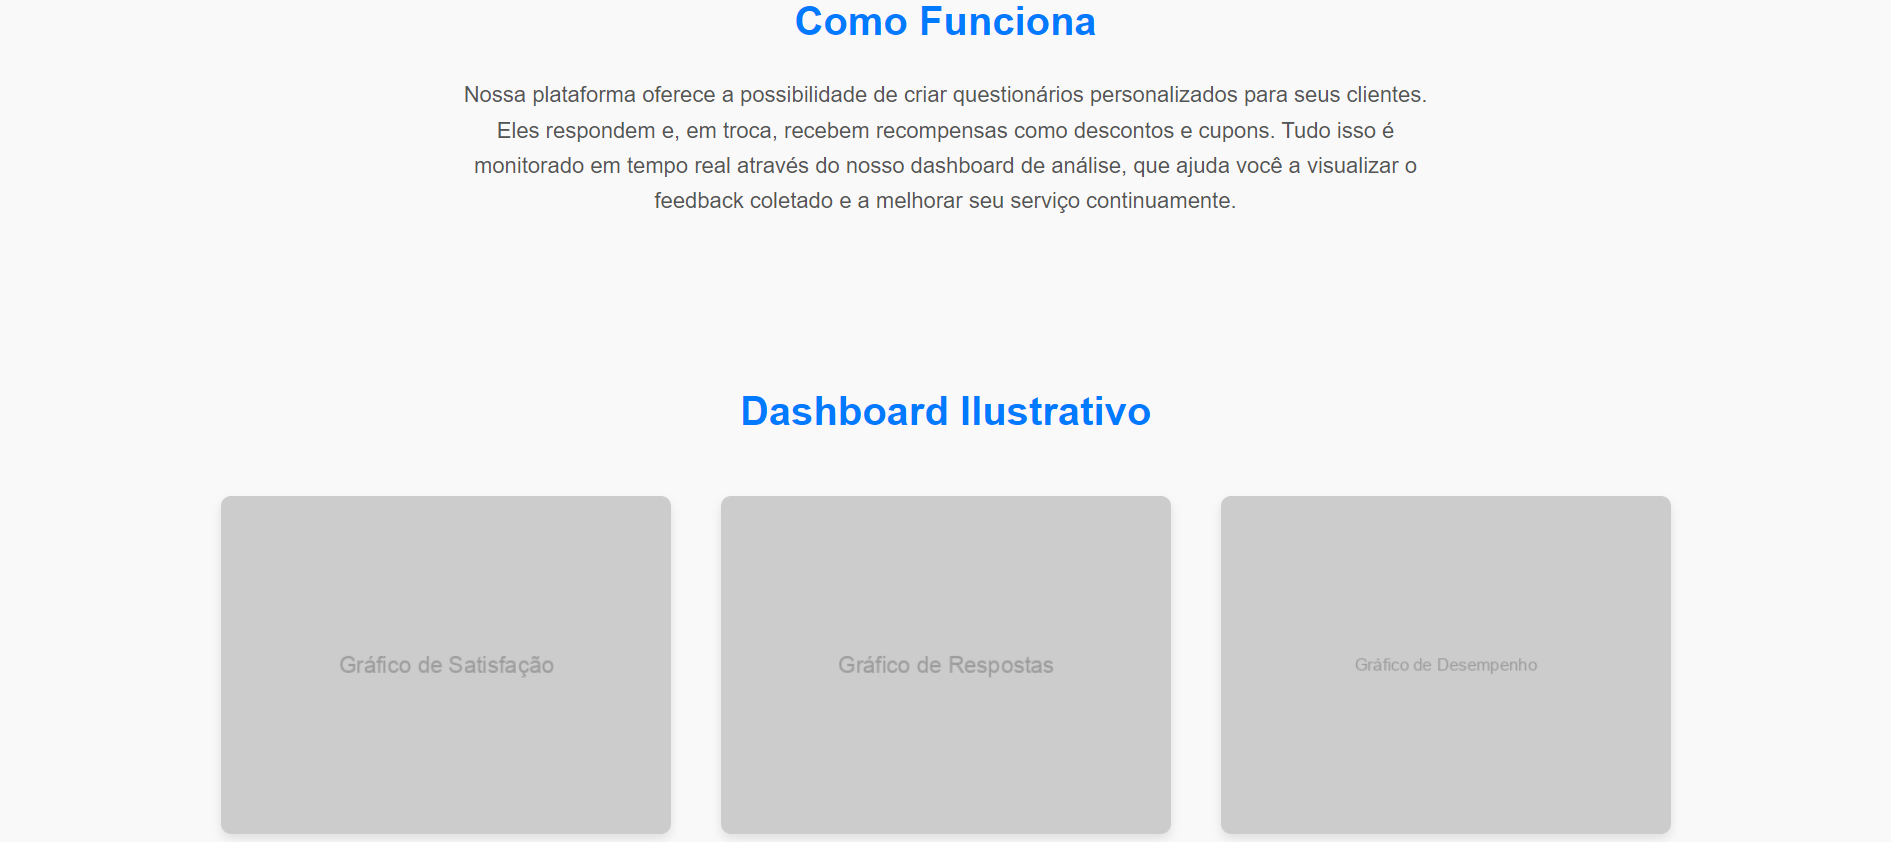 Como Funciona
Nossa plataforma oferece a possibilidade de criar questionários personalizados para seus clientes.
Eles respondem e, em troca, recebem recompensas como descontos e cupons. Tudo isso é
monitorado em tempo real através do nosso dashboard de análise, que ajuda você a visualizar o
feedback coletado e a melhorar seu serviço continuamente.
Dashboard Ilustrativo
Gráfico de Satisfação
Gráfico de Respostas
Gráfico de Desempenho